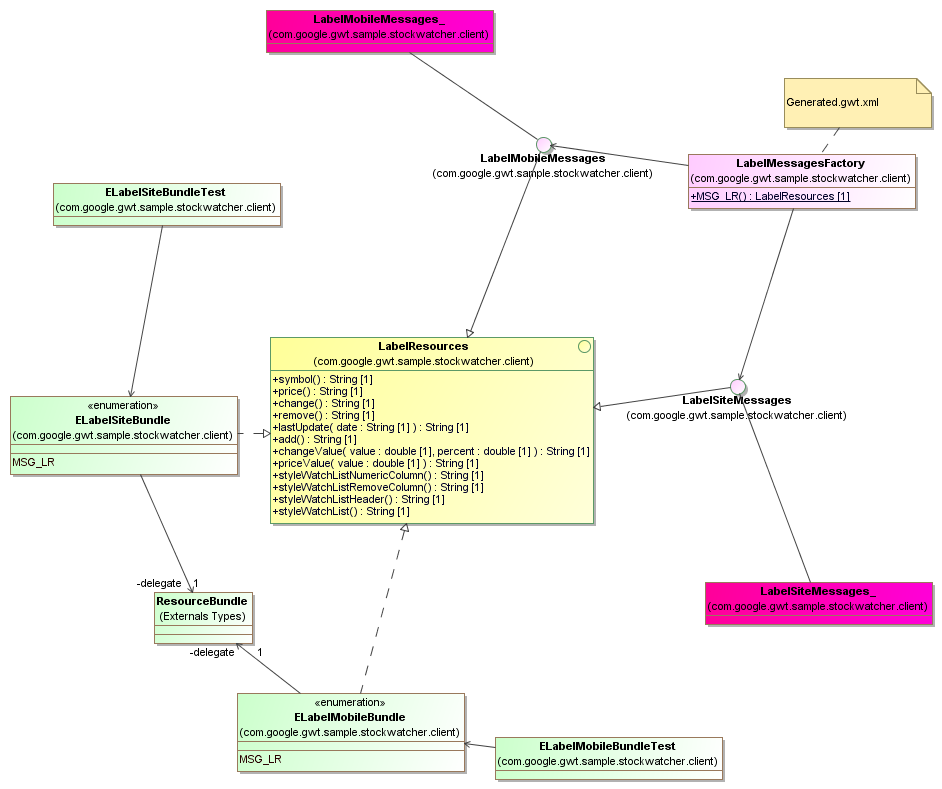 LabelMobileMessages_
(com.google.gwt.sample.stockwatcher.client)
Generated.gwt.xml
LabelMobileMessages
(com.google.gwt.sample.stockwatcher.client)
LabelMessagesFactory
(com.google.gwt.sample.stockwatcher.client)
+MSG_LR() : LabelResources [1]
ELabelSiteBundleTest
(com.google.gwt.sample.stockwatcher.client)
LabelResources
(com.google.gwt.sample.stockwatcher.client)
+symbol() : String [1]
+price() : String [1]
+change() : String [1]
+remove() : String [1]
+lastUpdate( date : String [1] ) : String [1]
+add() : String [1]
+changeValue( value : double [1], percent : double [1] ) : String [1]
+priceValue( value : double [1] ) : String [1]
+styleWatchListNumericColumn() : String [1]
+styleWatchListRemoveColumn() : String [1]
+styleWatchListHeader() : String [1]
+styleWatchList() : String [1]
LabelSiteMessages
(com.google.gwt.sample.stockwatcher.client)
«enumeration»
ELabelSiteBundle
(com.google.gwt.sample.stockwatcher.client)
MSG_LR
-delegate 1
ResourceBundle
(Externals Types)
-delegate 1
LabelSiteMessages_
(com.google.gwt.sample.stockwatcher.client)
«enumeration»
ELabelMobileBundle
(com.google.gwt.sample.stockwatcher.client)
MSG_LR
ELabelMobileBundleTest
(com.google.gwt.sample.stockwatcher.client)